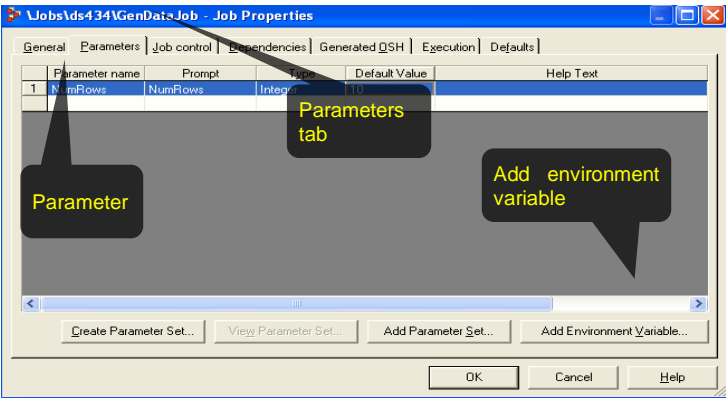 \Jobs\ds434\GenDataJob - Job Properties
General Parameters Job control Dependencies Generated OSH Execution Defaults
Parameter name Prompt Type Default Value Help Text
1 NumRows NumRows Integer 10
Parameters
tab
Add environment
variable
Parameter
Create Parameter Set... View Parameter Set... Add Parameter Set... Add Environment Variable...
OK Cancel Help